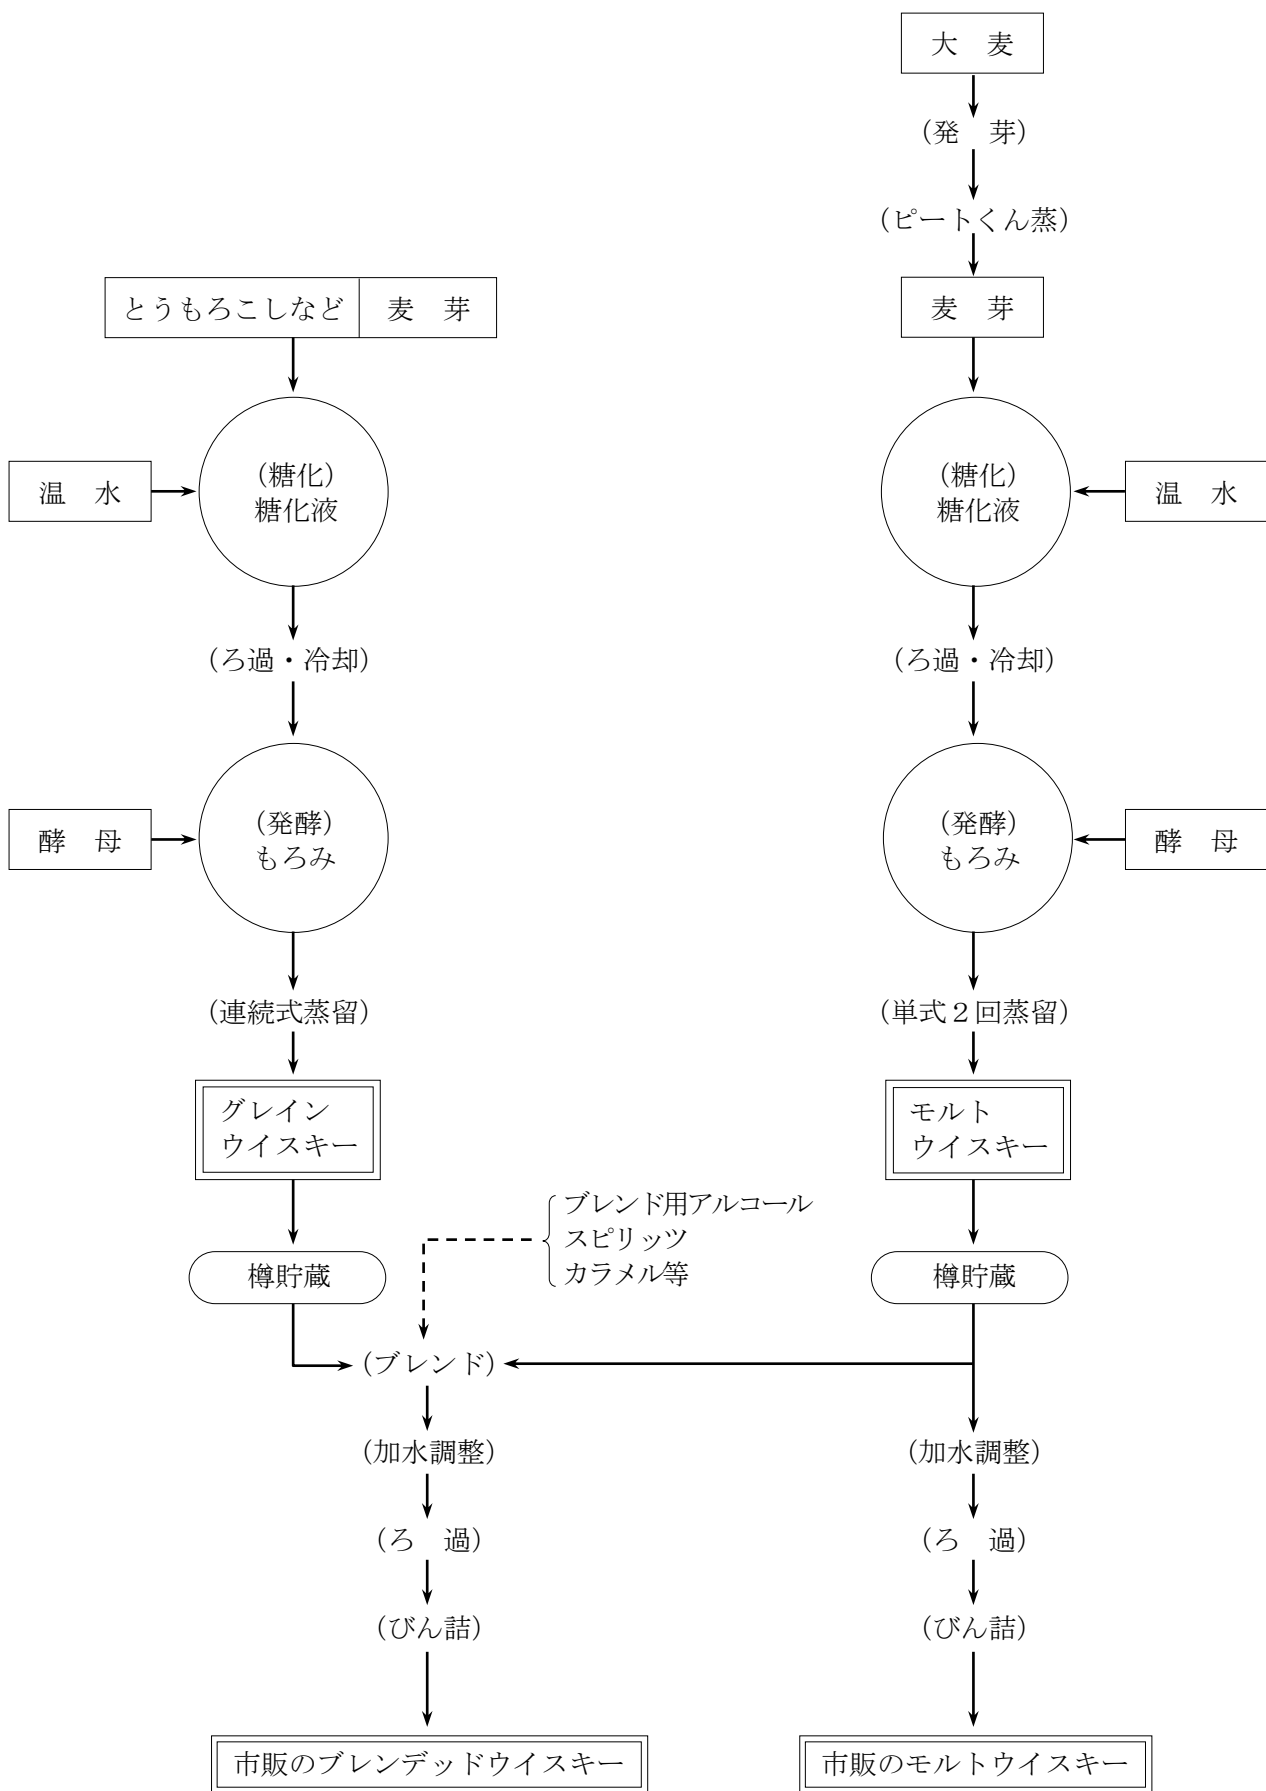 大　麦
（発　芽）
（ピートくん蒸）
とうもろこしなど
麦　芽
麦　芽
温　水
（糖化）
糖化液
（糖化）
糖化液
温　水
（ろ過・冷却）
（ろ過・冷却）
酵　母
（発酵）
もろみ
（発酵）
もろみ
酵　母
（連続式蒸留）
（単式２回蒸留）
グレイン
ウイスキー
モルト
ウイスキー
ブレンド用アルコール
スピリッツ
カラメル等
樽貯蔵
樽貯蔵
（ブレンド）
（加水調整）
（加水調整）
（ろ　過）
（ろ　過）
（びん詰）
（びん詰）
市販のブレンデッドウイスキー
市販のモルトウイスキー